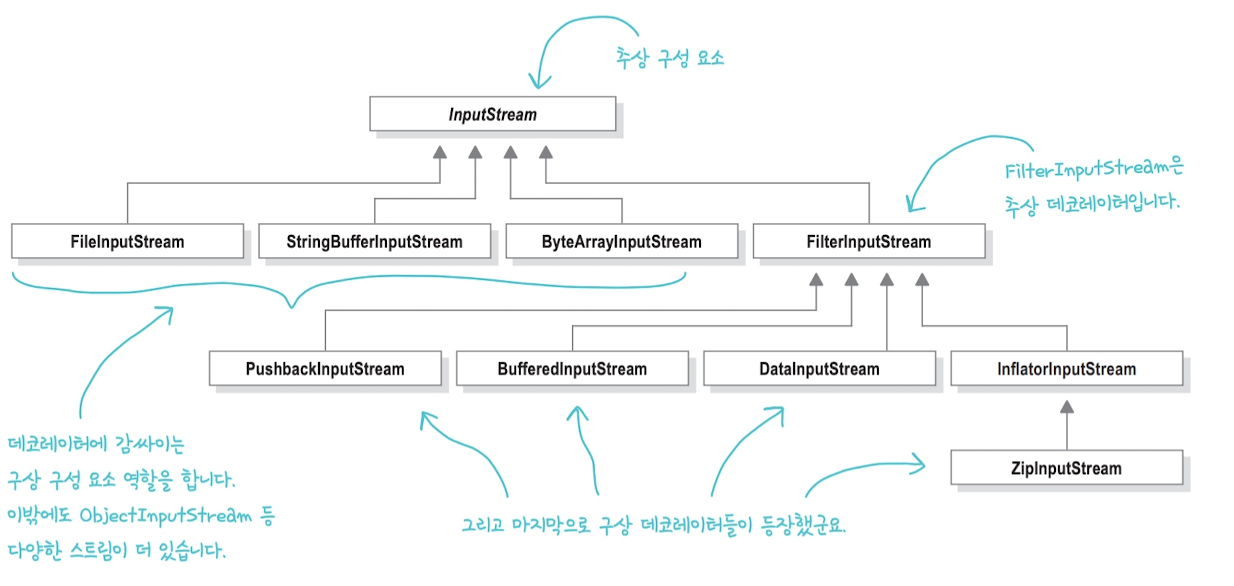 추상 구성 요소
InputStream
FilterInputStream은
추상 데코레이터입니다.
FileInputStream
StringBufferInputStream
ByteArrayInputStream
FilterInputStream
PushbackInputStream
BufferedInputStream
DataInputStream
InflatorInputStream
데코레이터에 감싸이는
구상 구성 요소 역할을 합니다.
이밖에도 ObjectInputStream 등
다양한 스트림이 더 있습니다.
ZipInputStream
그리고 마지막으로 구상 데코레이터들이 등장했군요.